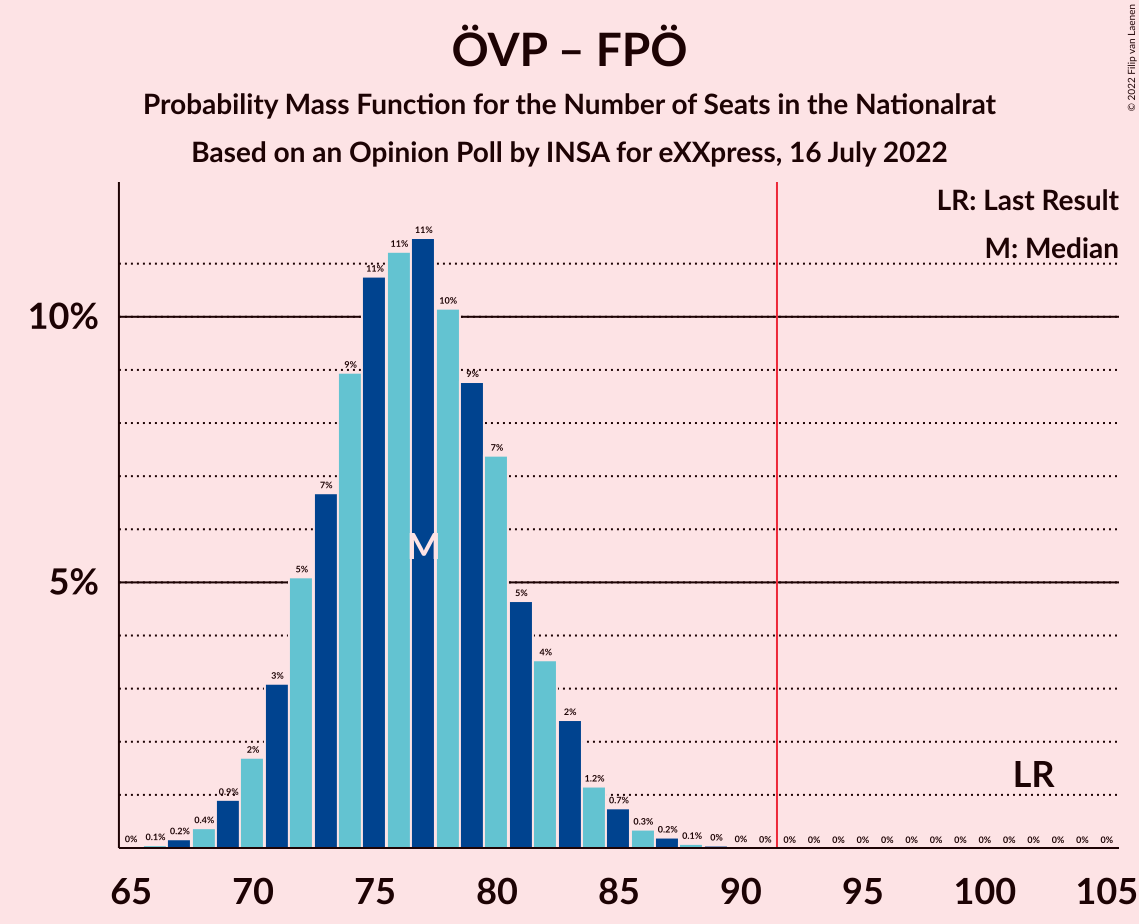 ÖVP – FPÖ
Probability Mass Function for the Number of Seats in the Nationalrat
Based on an Opinion Poll by INSA for eXXpress, 16 July 2022
© 2022 Filip van Laenen
LR: Last Result
M: Median
10%
5%
0% 0.1% 0.2% 0.4% 0.9% 2% 3% 5% 7% 9% 11% 11% 11% 10% 9% 7% 5% 4% 2% 1.2% 0.7% 0.3% 0.2% 0.1% 0% 0% 0% 0% 0% 0% 0% 0% 0% 0% 0% 0% 0% 0% 0% 0% 0%
M
LR
65 70 75 80 85 90 95 100 105